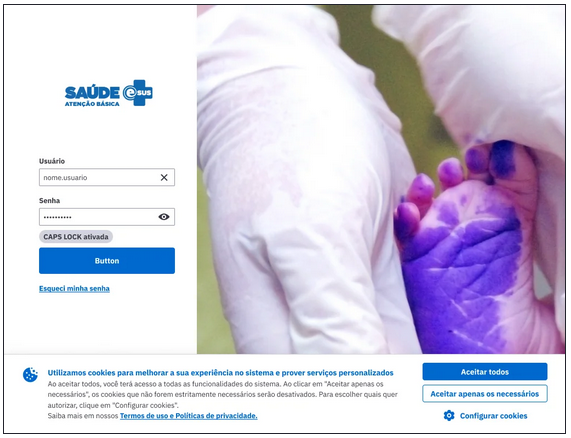 SAÚDE e SUS
ATENÇÃO BÁSICA
Usuário
nome.usuario
Senha
••••••••••
CAPS LOCK ativada
Button
Esqueci minha senha
Utilizamos cookies para melhorar a sua experiência no sistema e prover serviços personalizados
Ao aceitar todos, você terá acesso a todas as funcionalidades do sistema. Ao clicar em "Aceitar apenas os
necessários", os cookies que não forem estritamente necessários serão desativados. Para escolher quais quer
autorizar, clique em "Configurar cookies".
Saiba mais em nossos Termos de uso e Políticas de privacidade.
Aceitar todos
Aceitar apenas os necessários
Configurar cookies